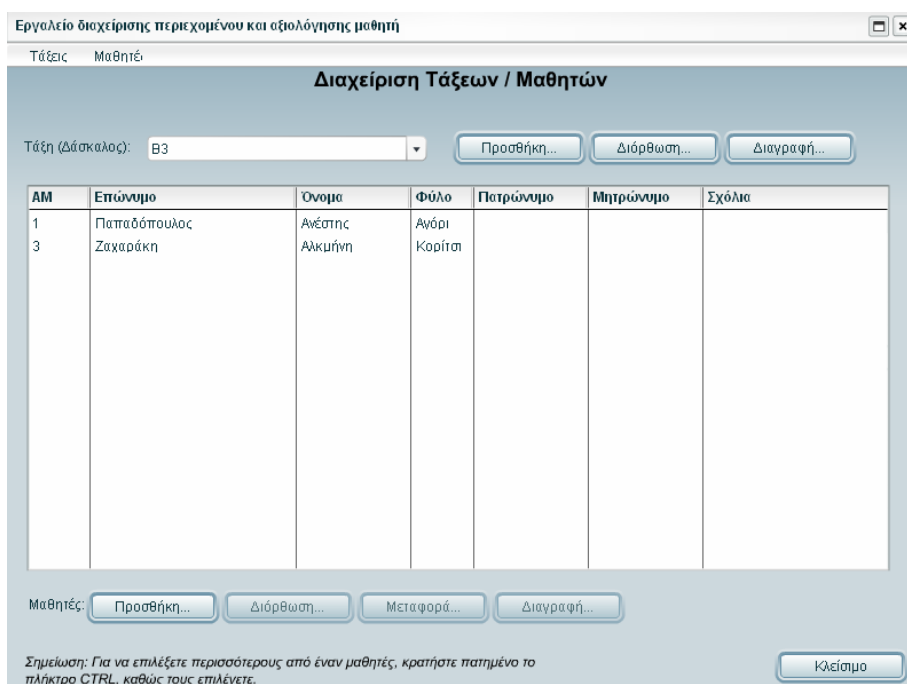 Εργαλείο διαχείρισης περιεχομένου και αξιολόγησης μαθητή
Τάξεις Μαθητέ
Διαχείριση Τάξεων / Μαθητών
Τάξη (Δάσκαλος): Β3 Προσθήκη... Διόρθωση... Διαγραφή...
ΑΜ Επώνυμο Όνομα Φύλο Πατρώνυμο Μητρώνυμο Σχόλια
1 Παπαδόπουλος Ανέστης Αγόρι
3 Ζαχαράκη Αλκμήνη Κορίτσι
Μαθητές: Προσθήκη... Διόρθωση... Μεταφορά... Διαγραφή...
Σημείωση: Για να επιλέξετε περισσότερους από έναν μαθητές, κρατήστε πατημένο το
πλήκτρο CTRL, καθώς τους επιλέγετε.
Κλείσιμο